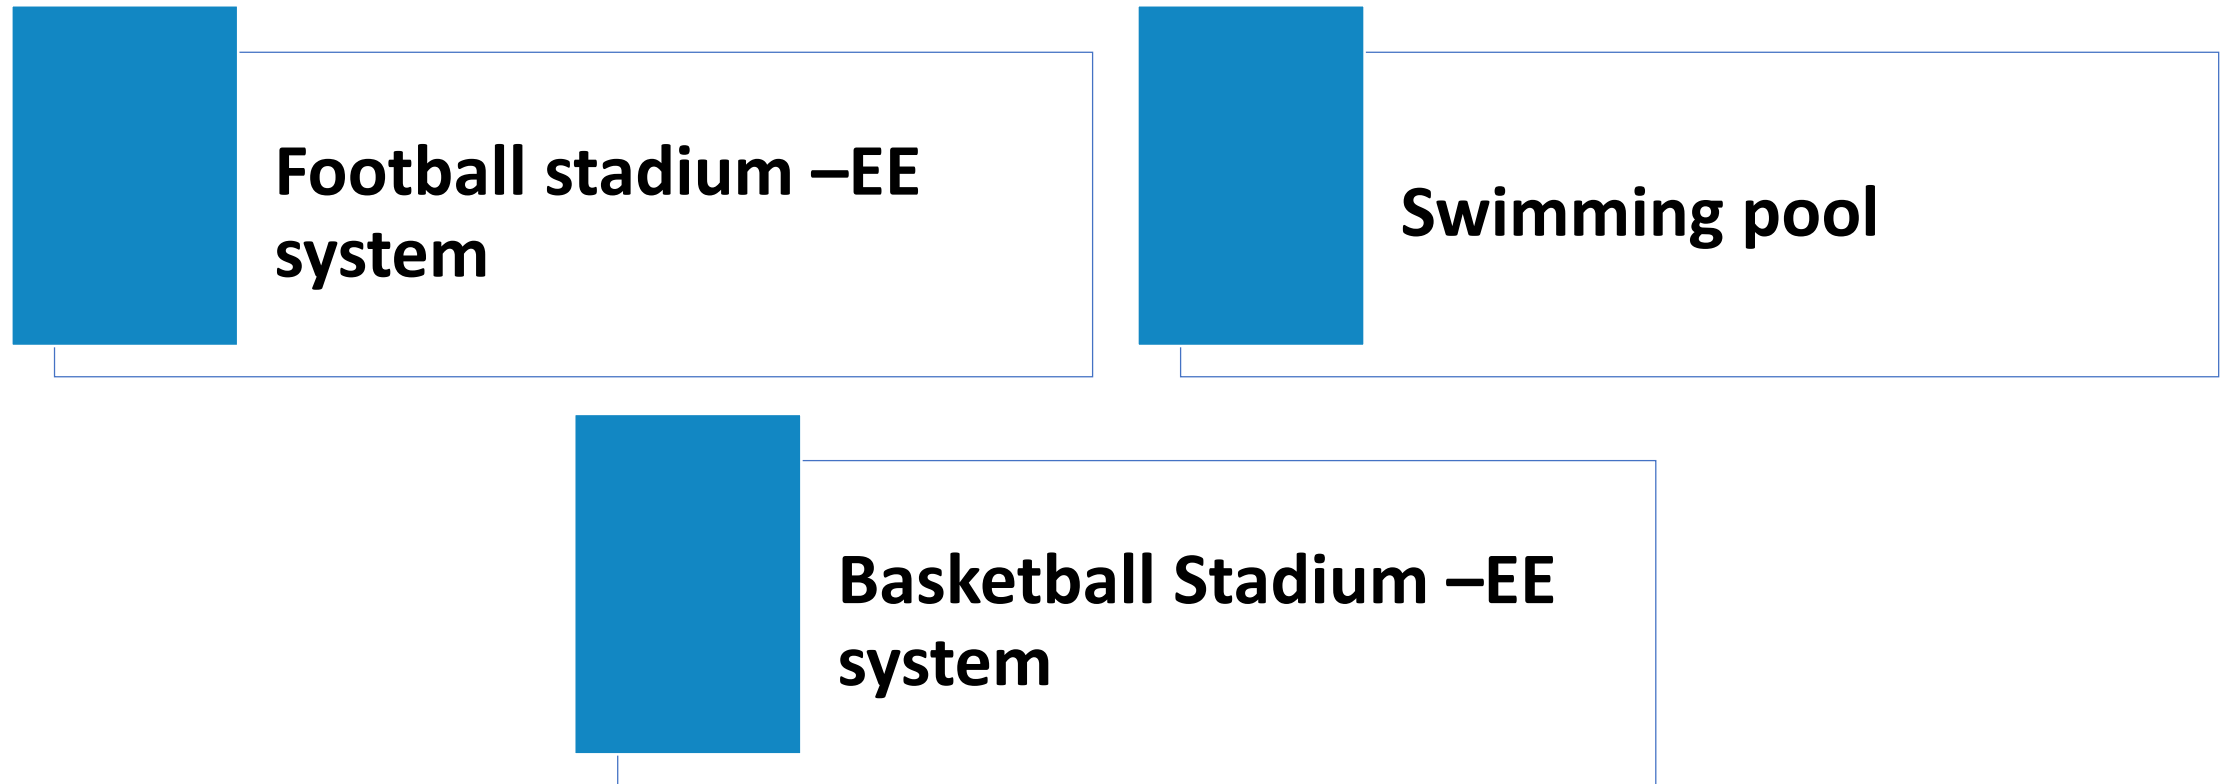 Football stadium –EE
system
Swimming pool
Basketball Stadium –EE
system